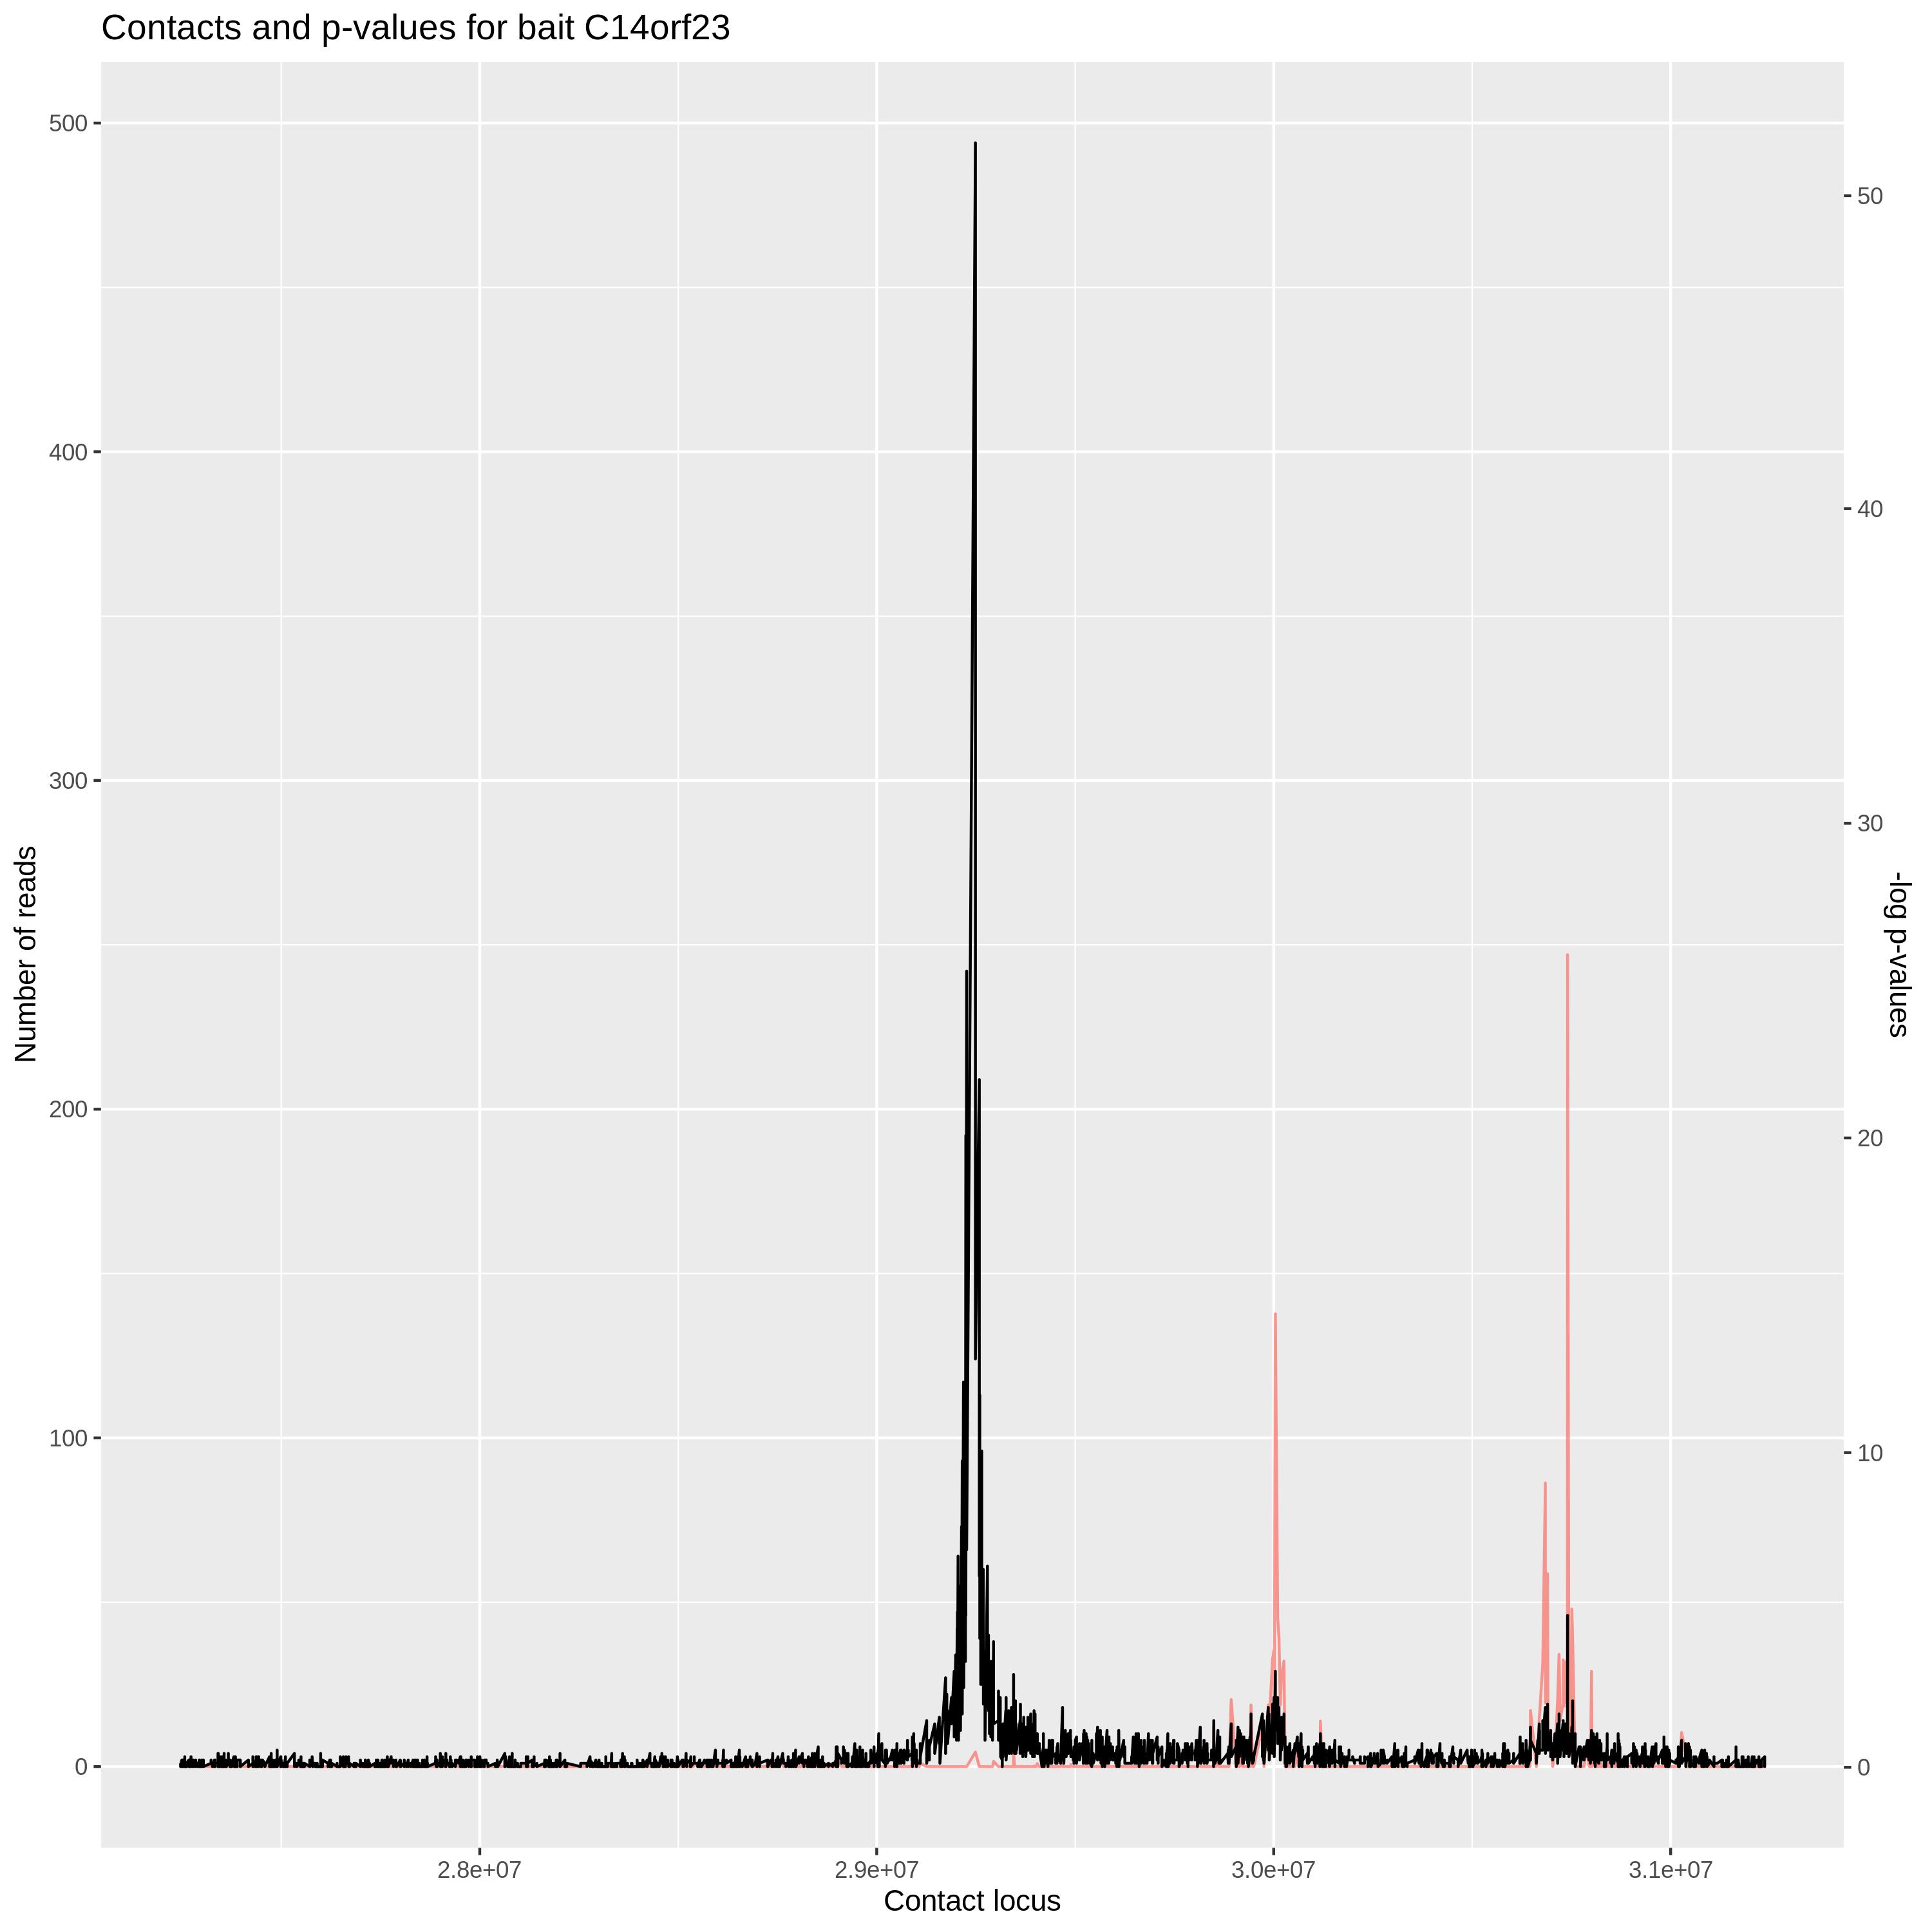 Contacts and p-values for bait C14orf23
500
400
300
200
100
0
Number of reads
50
40
30
20
10
0
-log p-values
2.8e+07
2.9e+07
3.0e+07
3.1e+07
Contact locus